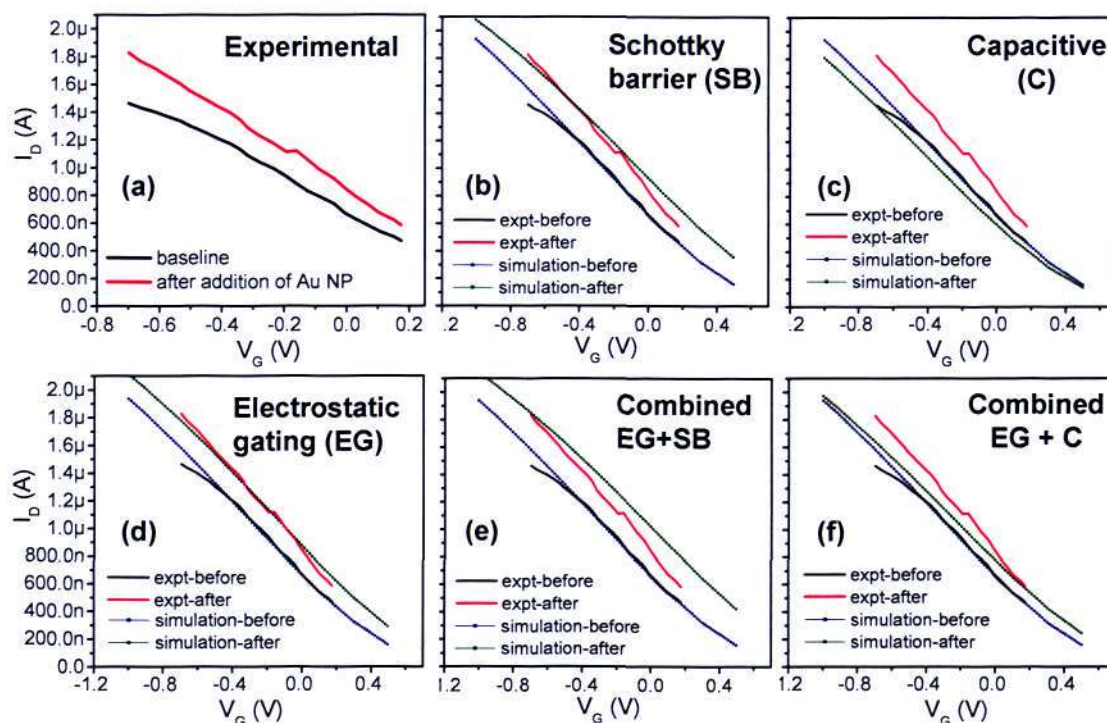 Experimental
(a)
baseline
after addition of Au NP
I_D (A)
2.0µ
1.8µ
1.6µ
1.4µ
1.2µ
1.0µ
800.0n
600.0n
400.0n
200.0n
0.0
-0.8 -0.6 -0.4 -0.2 0.0 0.2
V_G (V)
Schottky
barrier (SB)
(b)
expt-before
expt-after
simulation-before
simulation-after
1.2 -0.8 -0.4 0.0 0.4
V_G (V)
Capacitive
(C)
(c)
expt-before
expt-after
simulation-before
simulation-after
1.2 -0.8 -0.4 0.0 0.4
V_G (V)
Electrostatic
gating (EG)
(d)
expt-before
expt-after
simulation-before
simulation-after
I_D (A)
2.0µ
1.8µ
1.6µ
1.4µ
1.2µ
1.0µ
800.0n
600.0n
400.0n
200.0n
0.0
-1.2 -0.8 -0.4 0.0 0.4
V_G (V)
Combined
EG+SB
(e)
expt-before
expt-after
simulation-before
simulation-after
1.2 -0.8 -0.4 0.0 0.4
V_G (V)
Combined
EG + C
(f)
expt-before
expt-after
simulation-before
simulation-after
1.2 -0.8 -0.4 0.0 0.4
V_G (V)